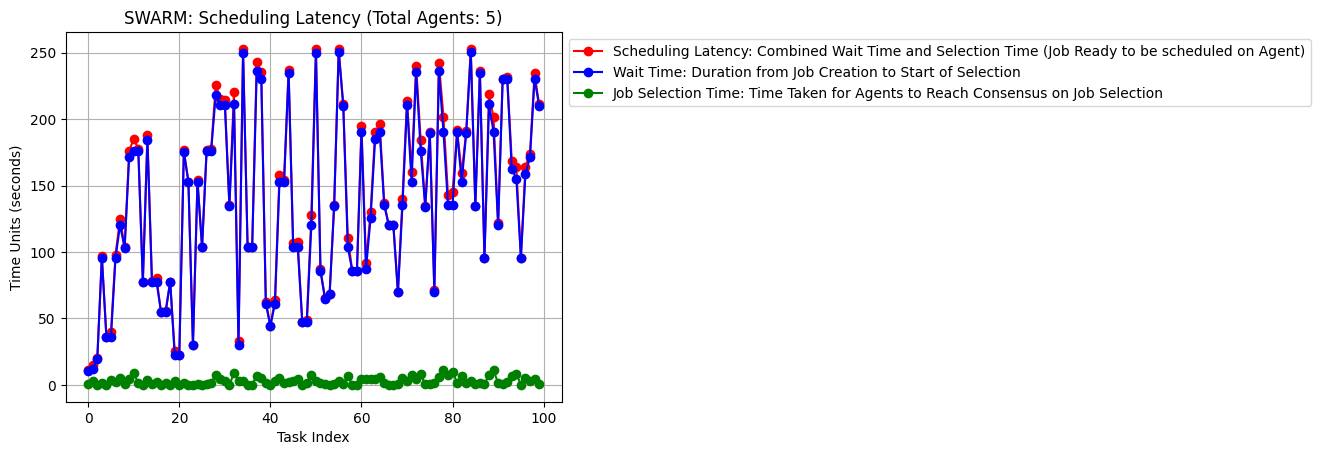 SWARM: Scheduling Latency (Total Agents: 5)
Scheduling Latency: Combined Wait Time and Selection Time (Job Ready to be scheduled on Agent)
Wait Time: Duration from Job Creation to Start of Selection
Job Selection Time: Time Taken for Agents to Reach Consensus on Job Selection
Time Units (seconds)
250
200
150
100
50
0
0 20 40 60 80 100
Task Index